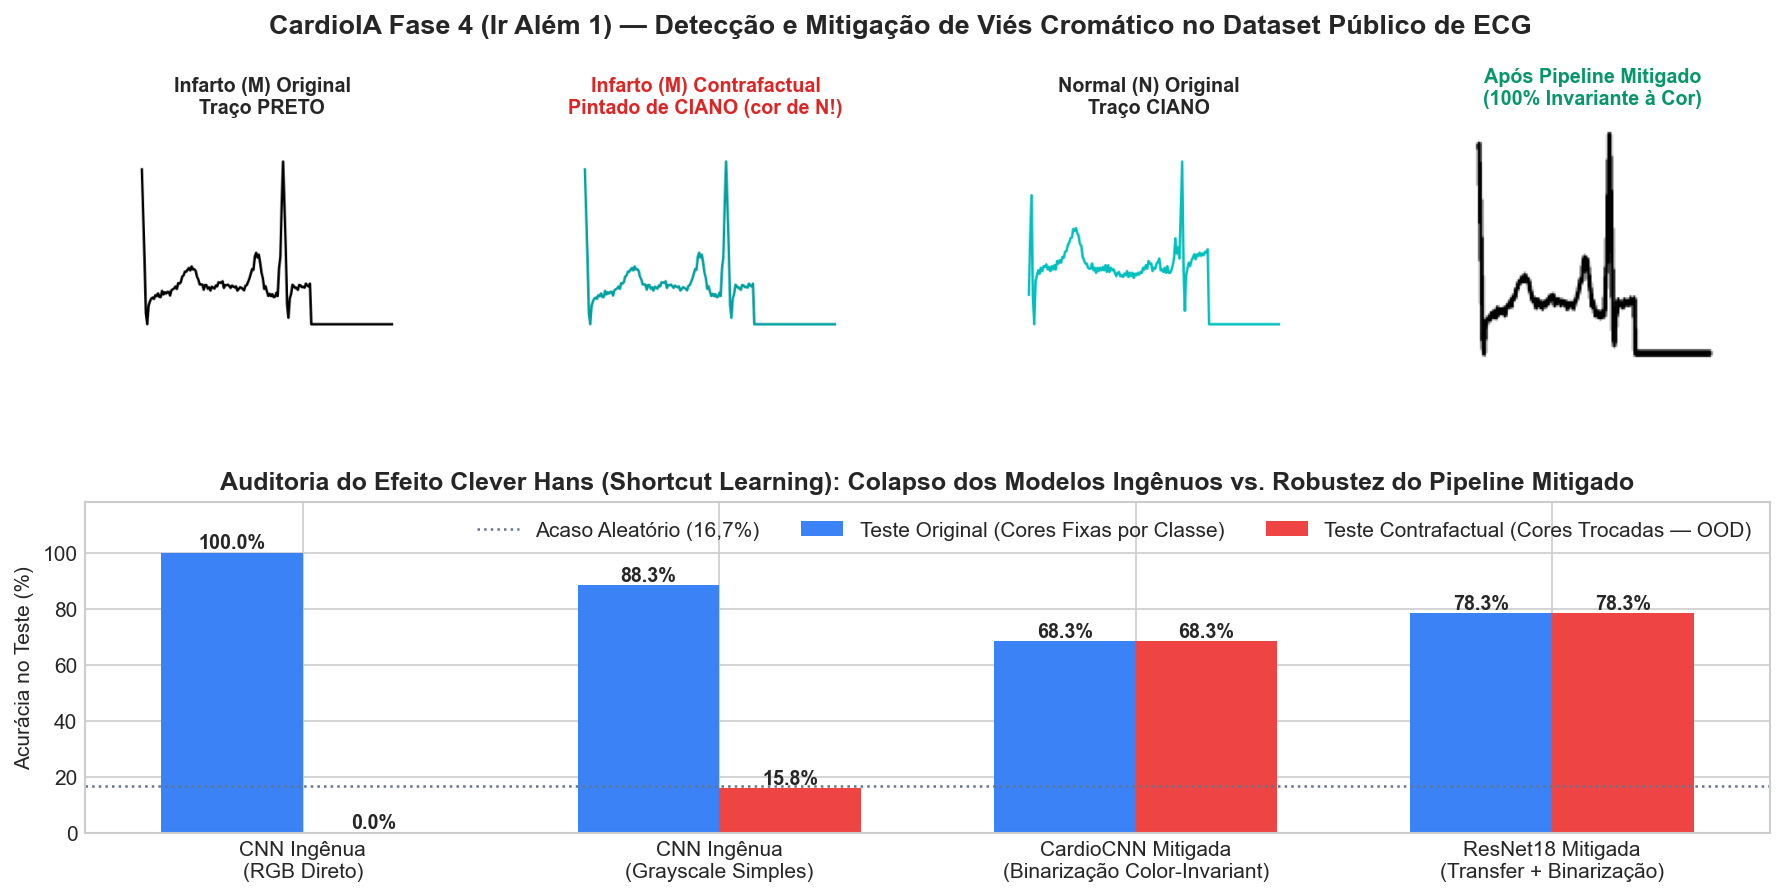 CardioIA Fase 4 (Ir Além 1) — Detecção e Mitigação de Viés Cromático no Dataset Público de ECG
Infarto (M) Original
Traço PRETO
Infarto (M) Contrafactual
Pintado de CIANO (cor de N!)
Normal (N) Original
Traço CIANO
Após Pipeline Mitigado
(100% Invariante à Cor)
Auditoria do Efeito Clever Hans (Shortcut Learning): Colapso dos Modelos Ingênuos vs. Robustez do Pipeline Mitigado
Acaso Aleatório (16,7%)
Teste Original (Cores Fixas por Classe)
Teste Contrafactual (Cores Trocadas — OOD)
Acurácia no Teste (%)
100
80
60
40
20
0
100.0%
0.0%
88.3%
15.8%
68.3%
68.3%
78.3%
78.3%
CNN Ingênua
(RGB Direto)
CNN Ingênua
(Grayscale Simples)
CardioCNN Mitigada
(Binarização Color-Invariant)
ResNet18 Mitigada
(Transfer + Binarização)